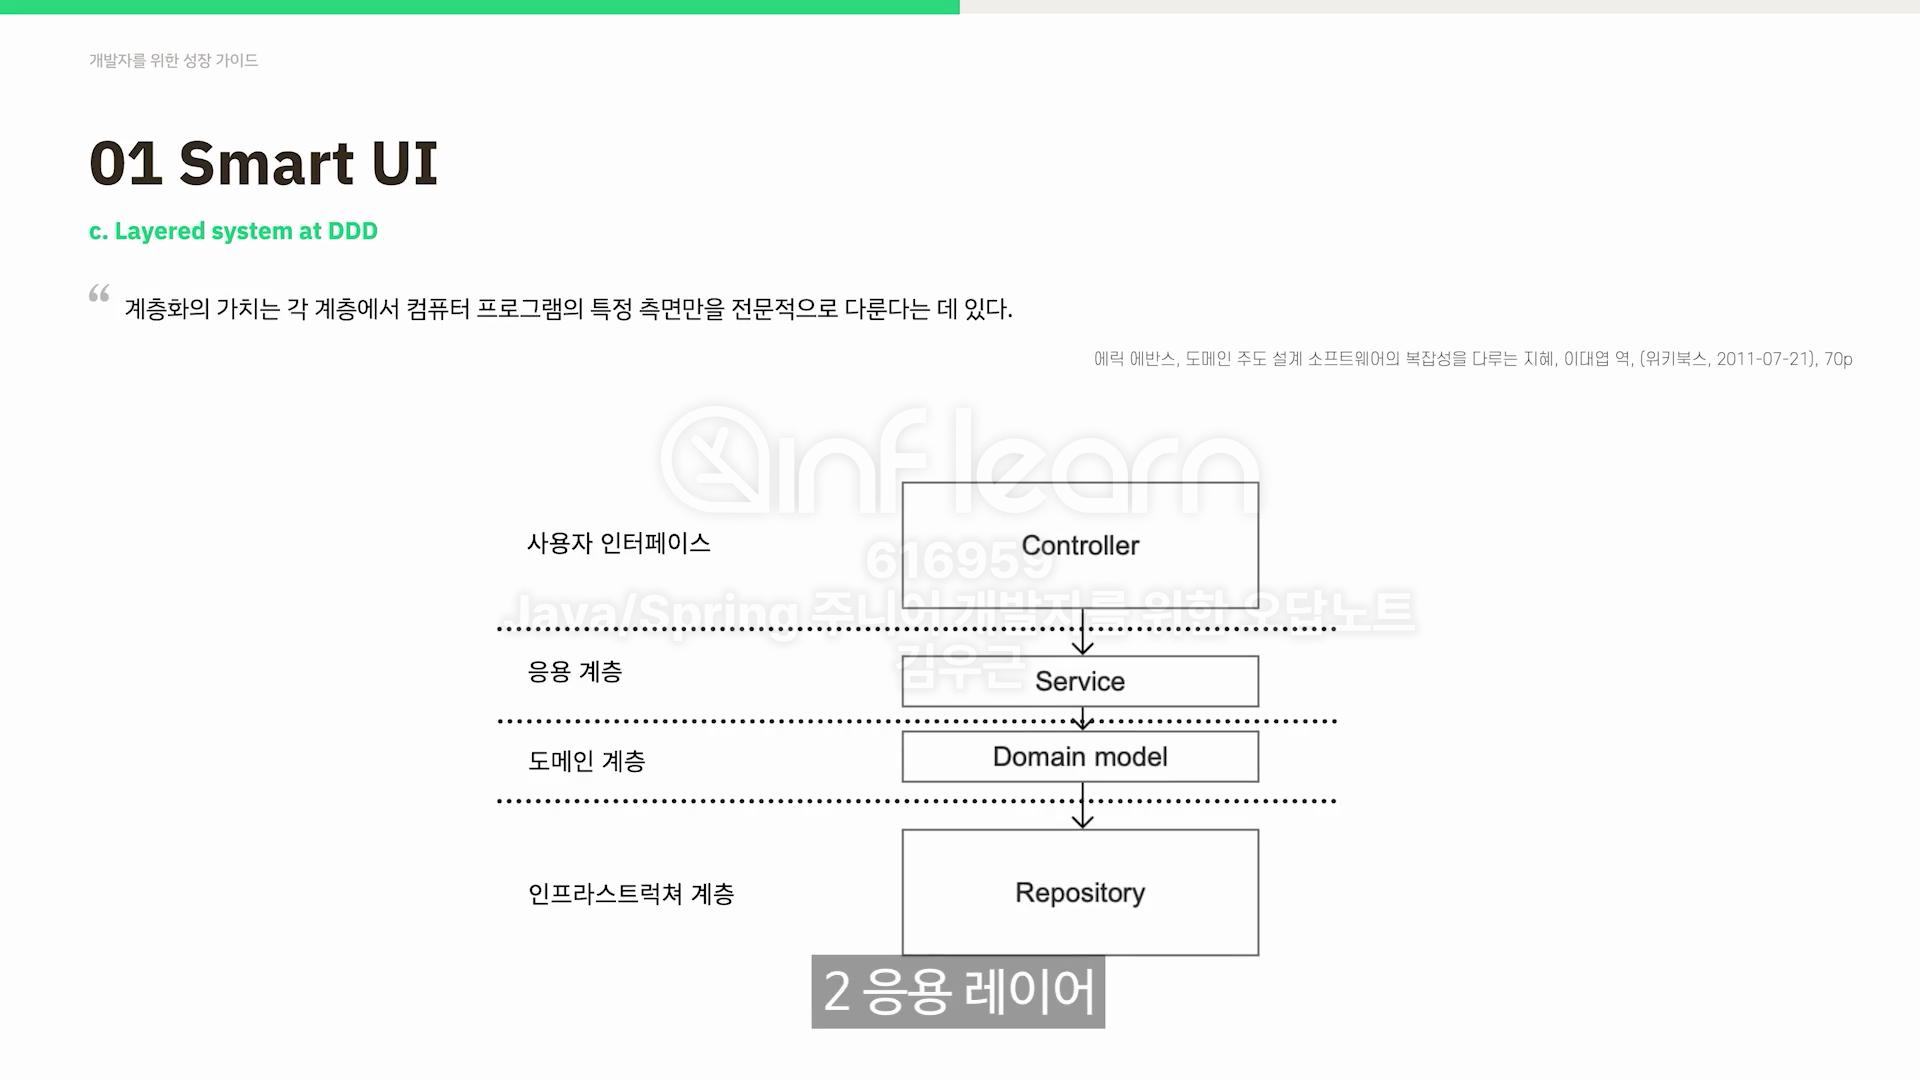 개발자를 위한 성장 가이드
01 Smart UI
c. Layered system at DDD
“ 계층화의 가치는 각 계층에서 컴퓨터 프로그램의 특정 측면만을 전문적으로 다룬다는 데 있다.
에릭 에반스, 도메인 주도 설계 소프트웨어의 복잡성을 다루는 지혜, 이대엽 역, (위키북스, 2011-07-21), 70p
inflearn
사용자 인터페이스
Controller
616959
Java/Spring 주니어 개발자를 위한 오답노트
김우근
응용 계층
Service
도메인 계층
Domain model
인프라스트럭쳐 계층
Repository
2 응용 레이어